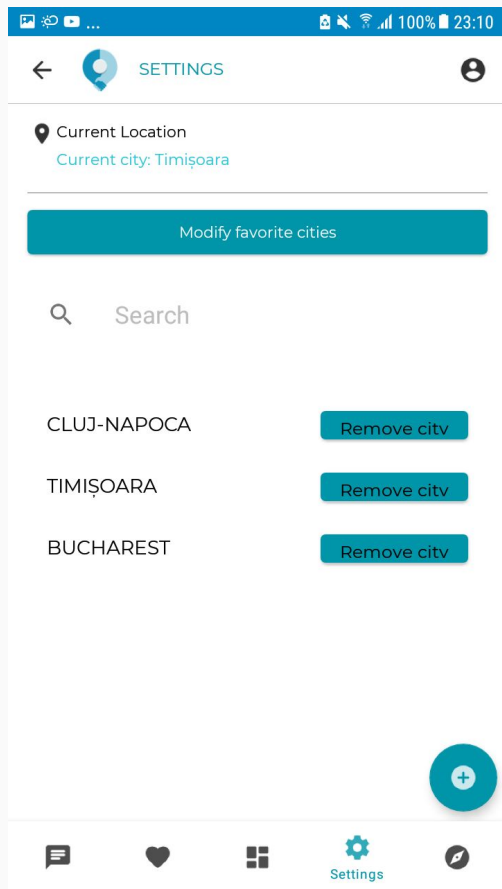 ... 100% 23:10
SETTINGS
Current Location
Current city: Timișoara
Modify favorite cities
Search
CLUJ-NAPOCA Remove city
TIMIȘOARA Remove city
BUCHAREST Remove city
Settings